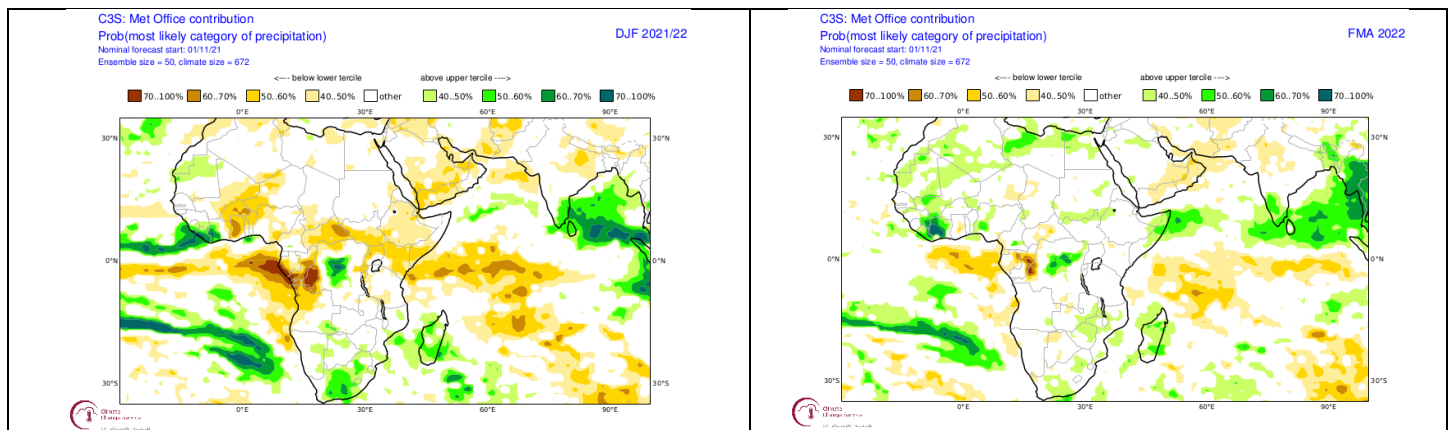 C3S: Met Office contribution
Prob(most likely category of precipitation)
DJF 2021/22
Nominal forecast start: 01/11/21
Ensemble size = 50, climate size = 672
<---- below lower tercile above upper tercile ---->
70..100% 60..70% 50..60% 40..50% other 40..50% 50..60% 60..70% 70..100%
0°E 30°E 60°E 90°E
30°N 30°N
0°N 0°N
30°S 30°S
0°E 30°E 60°E 90°E
Climate
Change Service
C3S: Met Office contribution
Prob(most likely category of precipitation)
FMA 2022
Nominal forecast start: 01/11/21
Ensemble size = 50, climate size = 672
<---- below lower tercile above upper tercile ---->
70..100% 60..70% 50..60% 40..50% other 40..50% 50..60% 60..70% 70..100%
0°E 30°E 60°E 90°E
30°N 30°N
0°N 0°N
30°S 30°S
0°E 30°E 60°E 90°E
Climate
Change Service